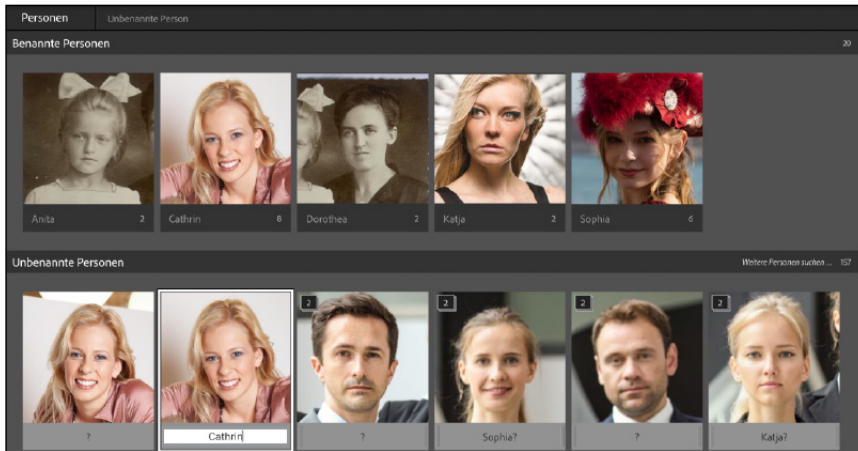 Personen Unbenannte Person
Benannte Personen 20
Anita 2 Cathrin 8 Dorothea 2 Katja 2 Sophia 6
Unbenannte Personen Weitere Personen suchen ... 157
2 2 2 2
? Cathrin ? Sophia? ? Katja?